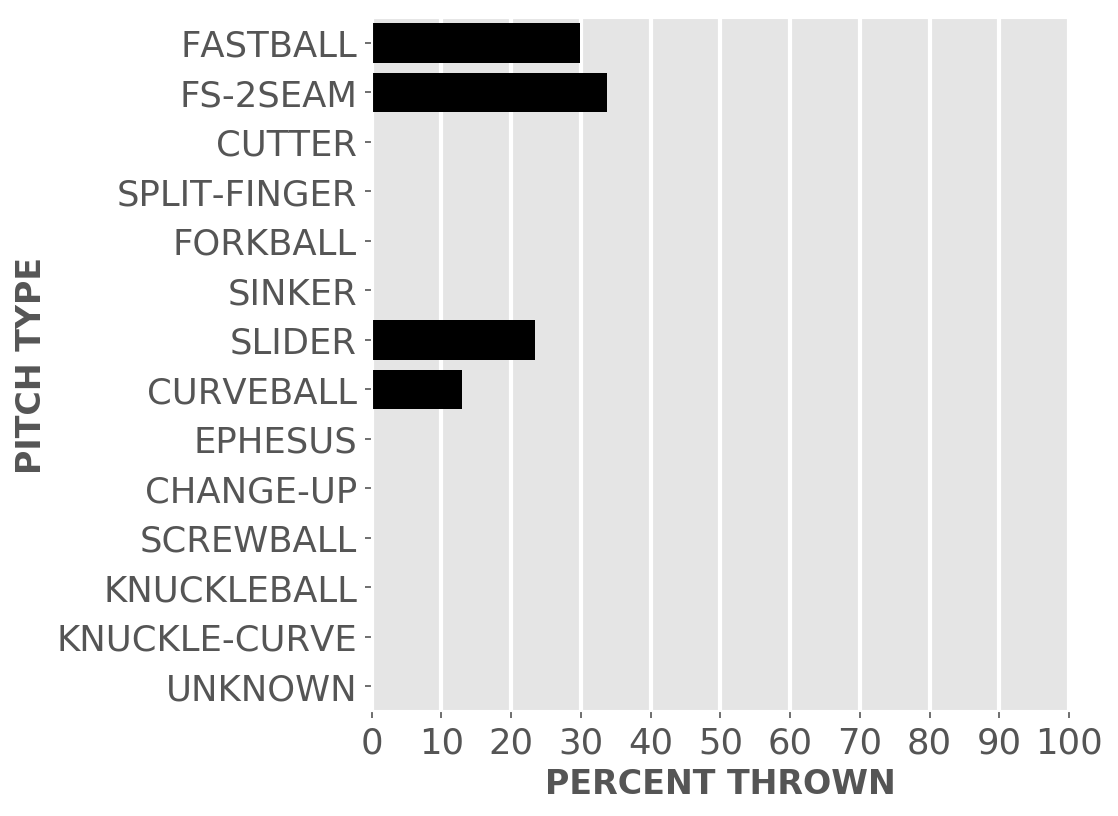 FASTBALL
FS-2SEAM
CUTTER
SPLIT-FINGER
FORKBALL
SINKER
SLIDER
CURVEBALL
EPHESUS
CHANGE-UP
SCREWBALL
KNUCKLEBALL
KNUCKLE-CURVE
UNKNOWN
PITCH TYPE
0 10 20 30 40 50 60 70 80 90 100
PERCENT THROWN